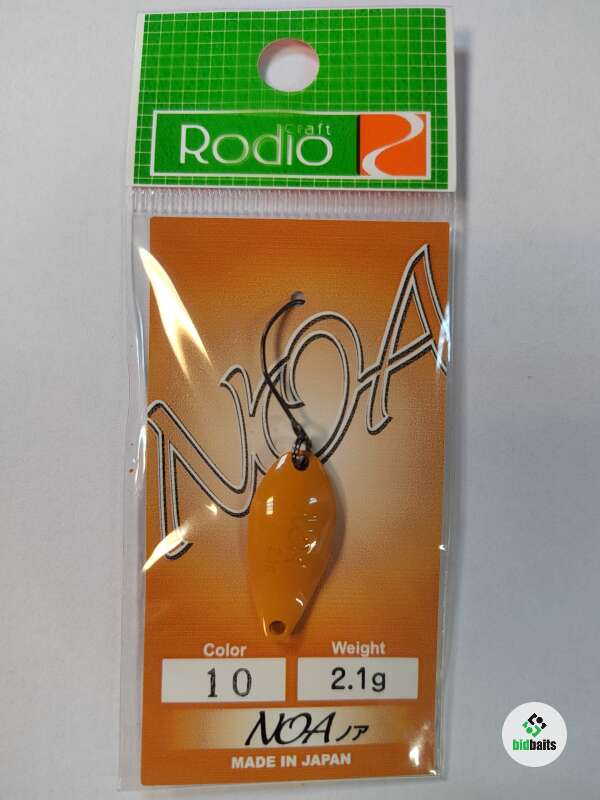 craft
Rodio
NOA
Color
Weight
10
2.1g
NOA ノア
MADE IN JAPAN
bidbaits